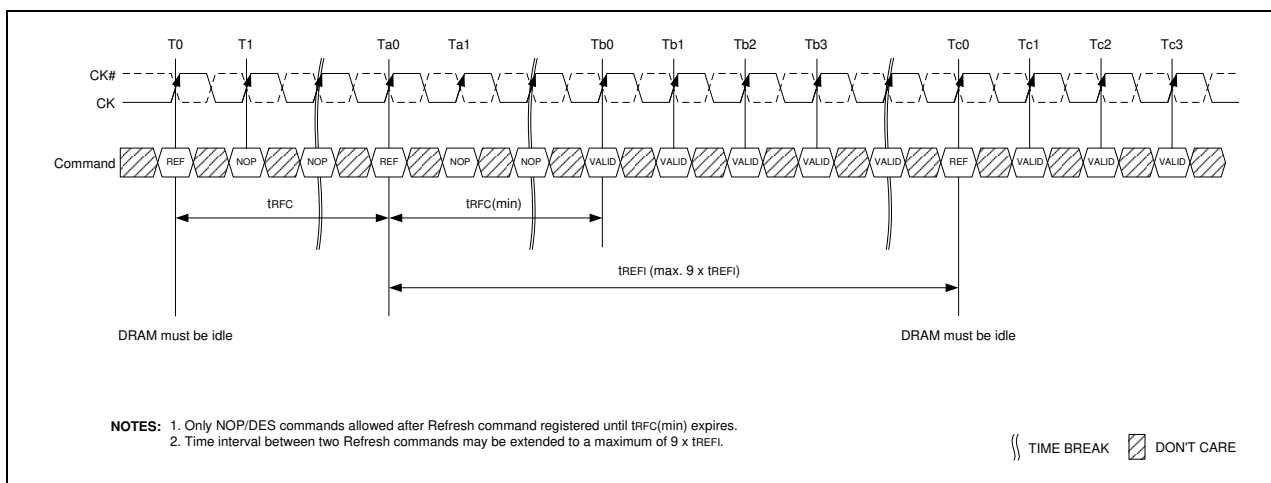 T0 T1 Ta0 Ta1 Tb0 Tb1 Tb2 Tb3 Tc0 Tc1 Tc2 Tc3
CK#
CK
Command REF NOP NOP REF NOP NOP VALID VALID VALID VALID VALID REF VALID VALID VALID
tRFC tRFC(min)
tREFI (max. 9 x tREFI)
DRAM must be idle DRAM must be idle
NOTES: 1. Only NOP/DES commands allowed after Refresh command registered until tRFC(min) expires.
2. Time interval between two Refresh commands may be extended to a maximum of 9 x tREFI.
TIME BREAK DON'T CARE